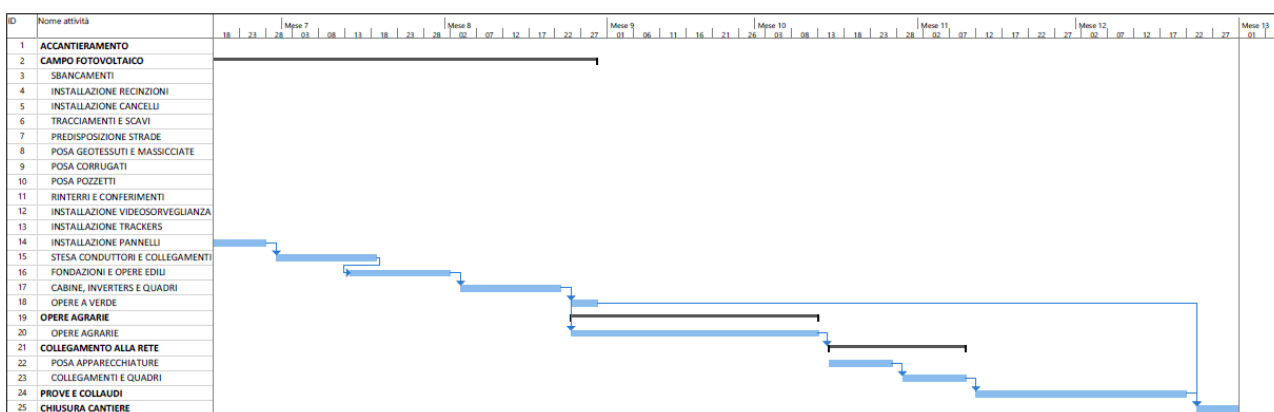 ID Nome attività Mese 7 Mese 8 Mese 9 Mese 10 Mese 11 Mese 12 Mese 13
18 23 28 03 08 13 18 23 28 02 07 12 17 22 27 01 06 11 16 21 26 03 08 13 18 23 28 02 07 12 17 22 27 02 07 12 17 22 27 01
1 ACCANTIERAMENTO
2 CAMPO FOTOVOLTAICO
3 SBANCAMENTI
4 INSTALLAZIONE RECINZIONI
5 INSTALLAZIONE CANCELLI
6 TRACCIAMENTI E SCAVI
7 PREDISPOSIZIONE STRADE
8 POSA GEOTESSUTI E MASSICCIATE
9 POSA CORRUGATI
10 POSA POZZETTI
11 RINTERRI E CONFERIMENTI
12 INSTALLAZIONE VIDEOSORVEGLIANZA
13 INSTALLAZIONE TRACKERS
14 INSTALLAZIONE PANNELLI
15 STESA CONDUTTORI E COLLEGAMENTI
16 FONDAZIONI E OPERE EDILI
17 CABINE, INVERTERS E QUADRI
18 OPERE A VERDE
19 OPERE AGRARIE
20 OPERE AGRARIE
21 COLLEGAMENTO ALLA RETE
22 POSA APPARECCHIATURE
23 COLLEGAMENTI E QUADRI
24 PROVE E COLLAUDI
25 CHIUSURA CANTIERE